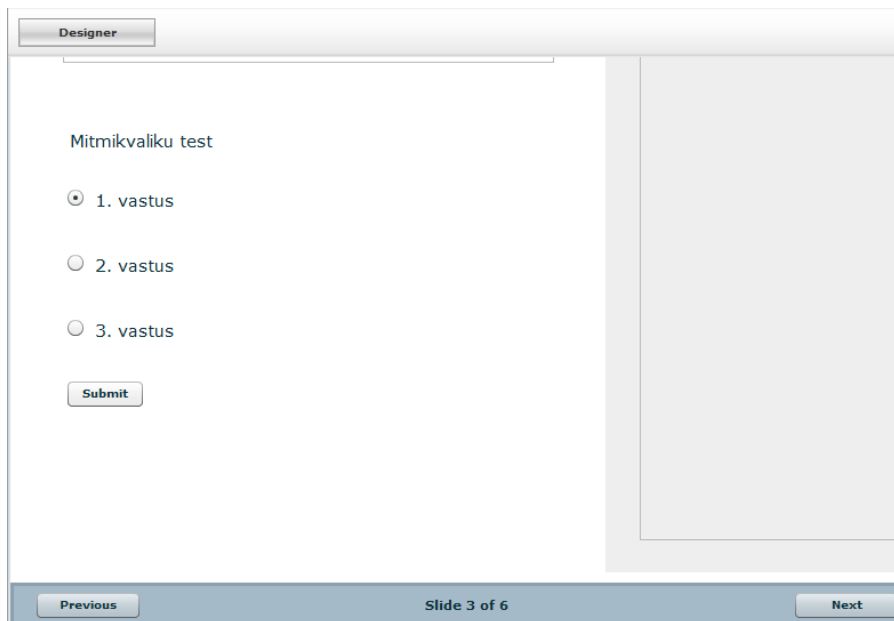 Designer
Mitmikvaliku test
1. vastus
2. vastus
3. vastus
Submit
Previous
Slide 3 of 6
Next